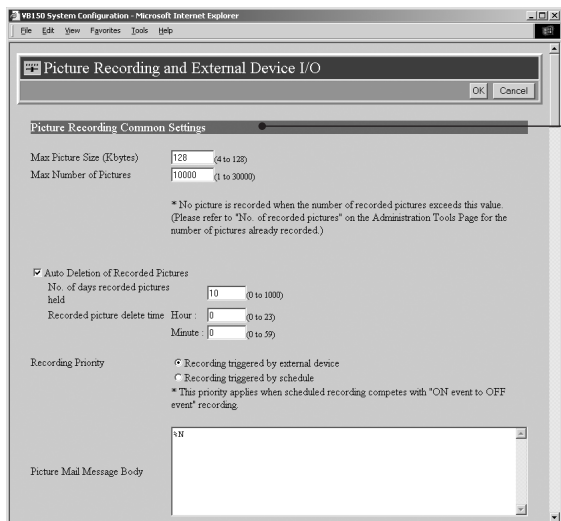 VB150 System Configuration - Microsoft Internet Explorer
File Edit View Favorites Tools Help
Picture Recording and External Device I/O
OK Cancel
Picture Recording Common Settings
Max Picture Size (Kbytes) 128 (4 to 128)
Max Number of Pictures 10000 (1 to 30000)
* No picture is recorded when the number of recorded pictures exceeds this value.
(Please refer to "No. of recorded pictures" on the Administration Tools Page for the
number of pictures already recorded.)
Auto Deletion of Recorded Pictures
No. of days recorded pictures
held 10 (0 to 1000)
Recorded picture delete time Hour : 0 (0 to 23)
Minute : 0 (0 to 59)
Recording Priority Recording triggered by external device
Recording triggered by schedule
* This priority applies when scheduled recording competes with "ON event to OFF
event" recording.
%N
Picture Mail Message Body